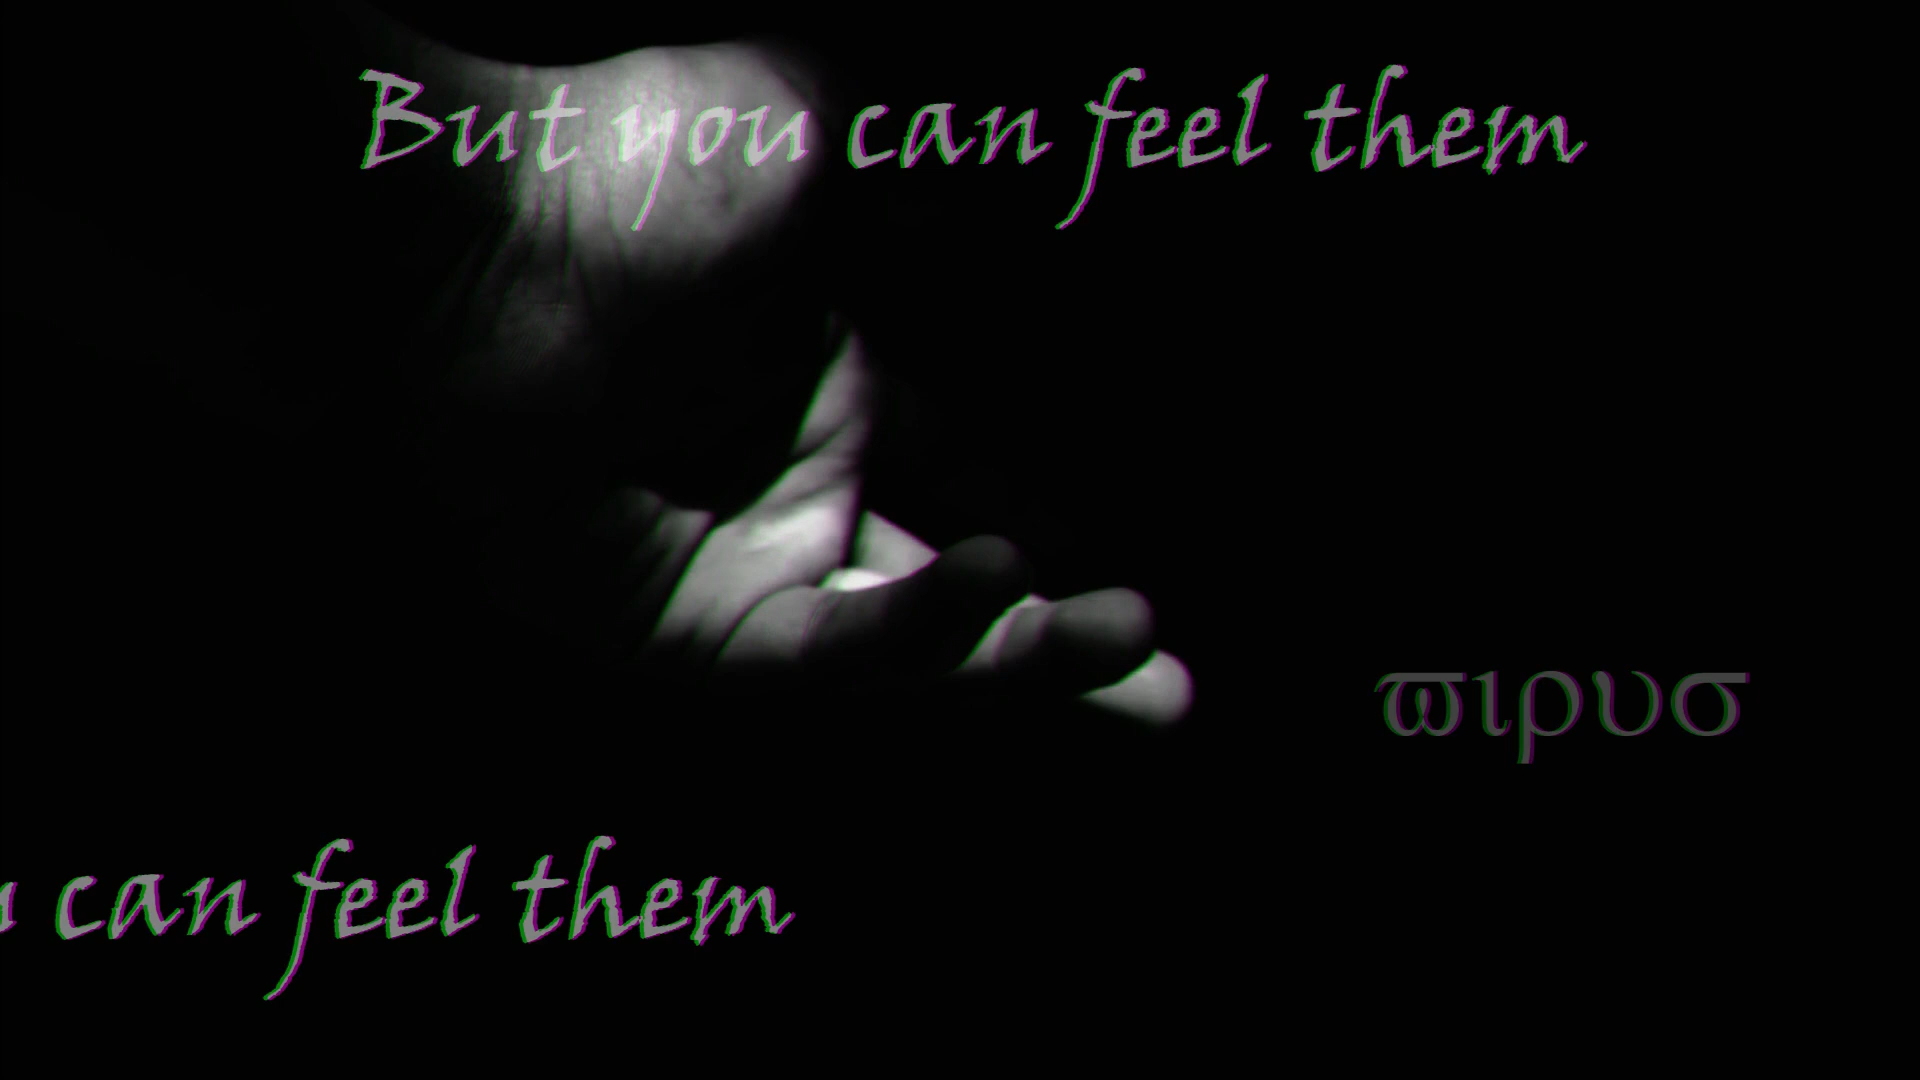 But you can feel them
ϖιρυσ
can feel them